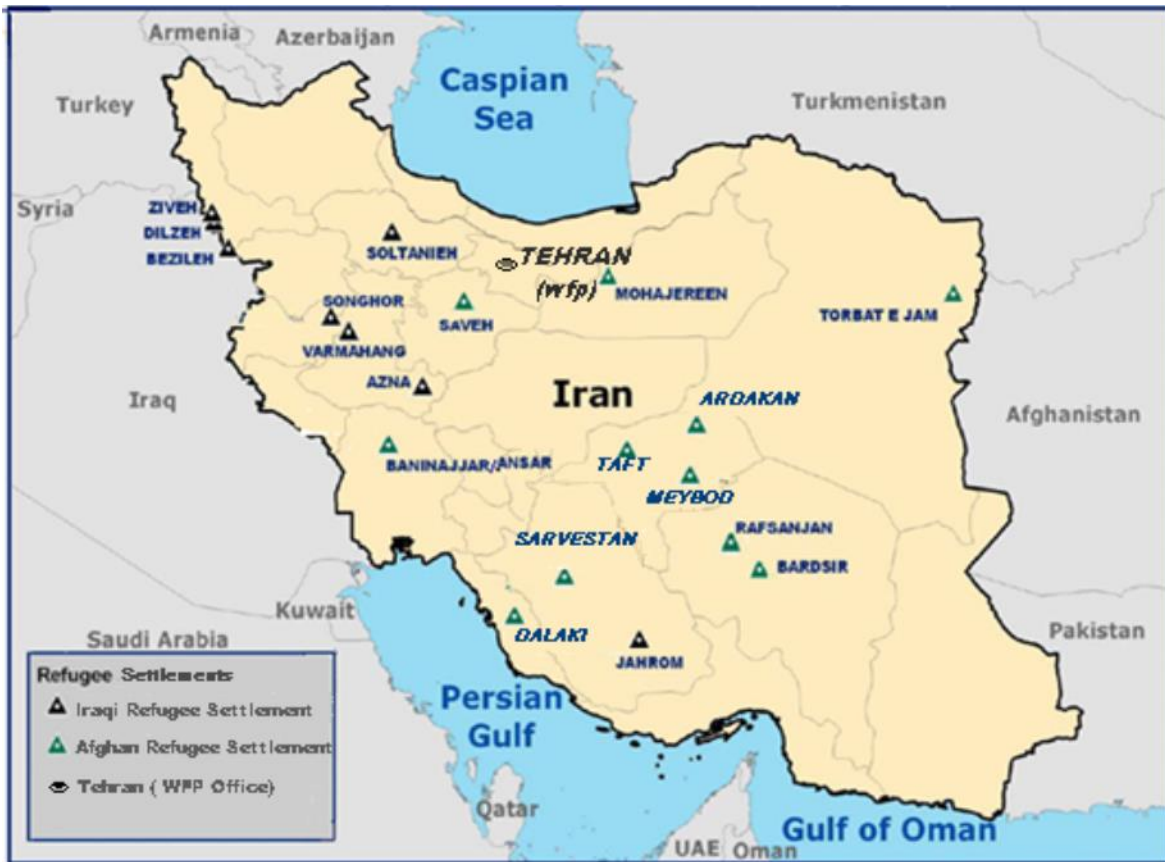 Armenia
Azerbaijan
Turkey
Caspian
Sea
Turkmenistan
Syria
ZIVEH
DILZEH
BEZILEH
SOLTANIEH
TEHRAN
(wfp)
MOHAJEREEN
SONGHOR
SAVEH
TORBAT E JAM
VARMAHANG
AZNA
Iraq
Iran
ARDAKAN
Afghanistan
BANINAJJAR/ANSAR
TAFT
MEYBOD
SARVESTAN
RAFSANJAN
BARDSIR
Kuwait
Saudi Arabia
DALAKI
JAHROM
Pakistan
Persian
Gulf
Qatar
UAE
Oman
Gulf of Oman
Refugee Settlements
Iraqi Refugee Settlement
Afghan Refugee Settlement
Tehran ( WFP Office)